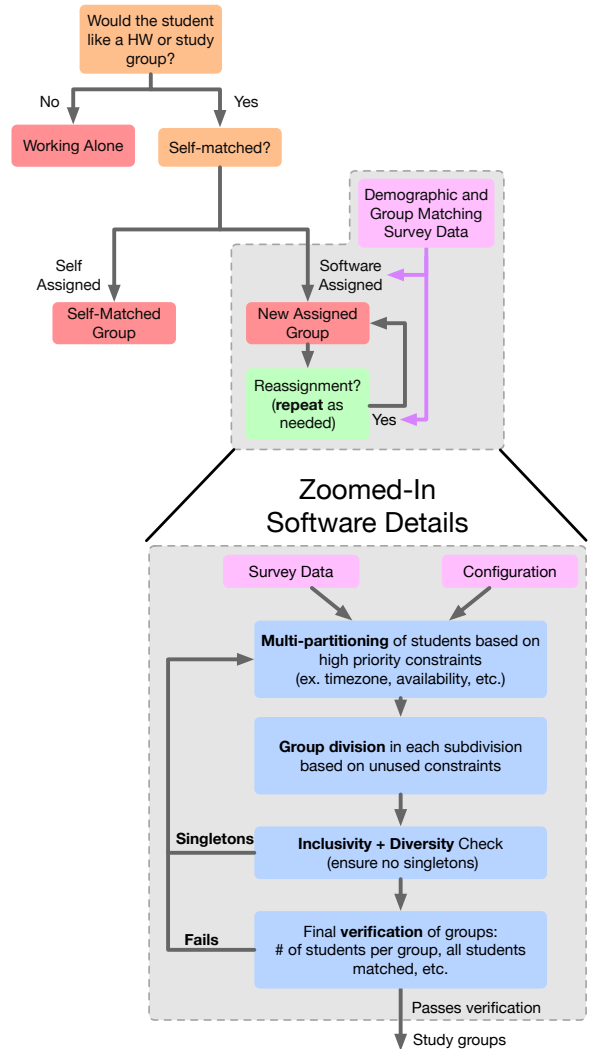 Would the student
like a HW or study
group?
No
Yes
Working Alone
Self-matched?
Demographic and
Group Matching
Survey Data
Self
Assigned
Software
Assigned
Self-Matched
Group
New Assigned
Group
Reassignment?
(repeat as
needed)
Yes
Zoomed-In
Software Details
Survey Data
Configuration
Multi-partitioning of students based on
high priority constraints
(ex. timezone, availability, etc.)
Group division in each subdivision
based on unused constraints
Singletons
Inclusivity + Diversity Check
(ensure no singletons)
Fails
Final verification of groups:
# of students per group, all students
matched, etc.
Passes verification
Study groups